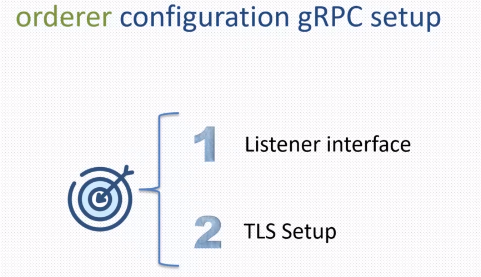 orderer configuration gRPC setup
1 Listener interface
2 TLS Setup